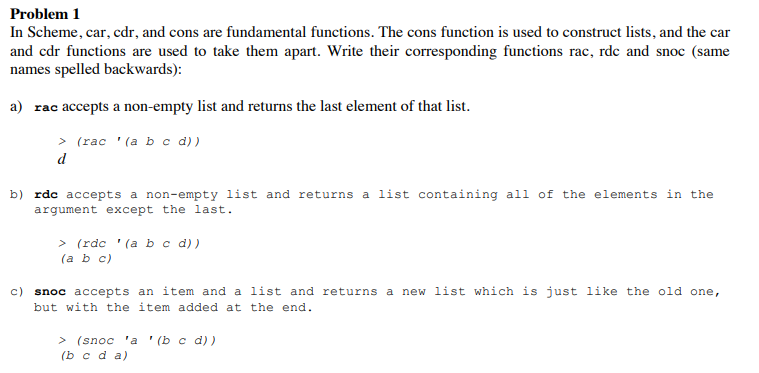 Problem 1
In Scheme, car, cdr, and cons are fundamental functions. The cons function is used to construct lists, and the car
and cdr functions are used to take them apart. Write their corresponding functions rac, rdc and snoc (same
names spelled backwards):
a) rac accepts a non-empty list and returns the last element of that list.
> (rac '(a b c d))
d
b) rdc accepts a non-empty list and returns a list containing all of the elements in the
argument except the last.
> (rdc '(a b c d))
(a b c)
c) snoc accepts an item and a list and returns a new list which is just like the old one,
but with the item added at the end.
> (snoc 'a '(b c d))
(b c d a)